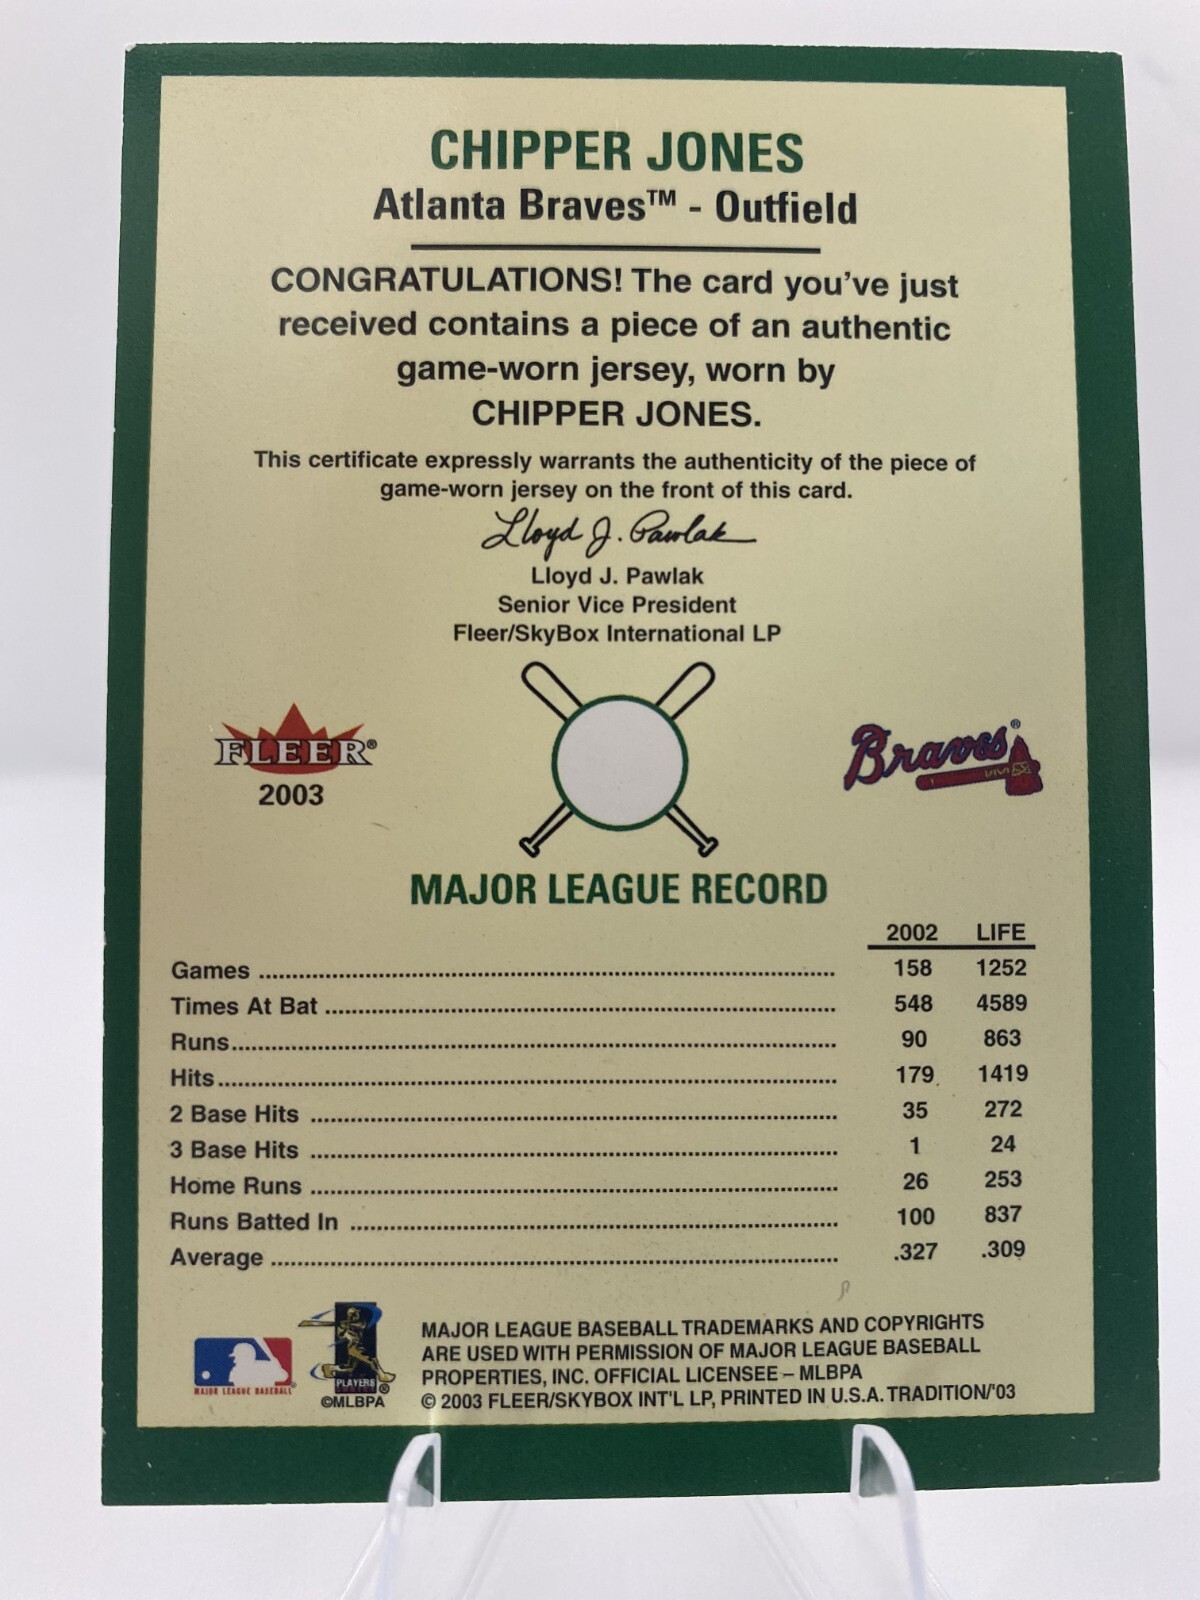 CHIPPER JONES
Atlanta Braves™ - Outfield
CONGRATULATIONS! The card you've just
received contains a piece of an authentic
game-worn jersey, worn by
CHIPPER JONES.
This certificate expressly warrants the authenticity of the piece of
game-worn jersey on the front of this card.
Lloyd J. Pawlak
Lloyd J. Pawlak
Senior Vice President
Fleer/SkyBox International LP
FLEER®
2003
Braves®
MAJOR LEAGUE RECORD
2002 LIFE
Games ........ 158 1252
Times At Bat ........ 548 4589
Runs ........ 90 863
Hits ........ 179 1419
2 Base Hits ........ 35 272
3 Base Hits ........ 1 24
Home Runs ........ 26 253
Runs Batted In ........ 100 837
Average ........ .327 .309
MAJOR LEAGUE BASEBALL®
PLAYERS
CHOICE®
©MLBPA
MAJOR LEAGUE BASEBALL TRADEMARKS AND COPYRIGHTS
ARE USED WITH PERMISSION OF MAJOR LEAGUE BASEBALL
PROPERTIES, INC. OFFICIAL LICENSEE – MLBPA
© 2003 FLEER/SKYBOX INT'L LP, PRINTED IN U.S.A. TRADITION/'03